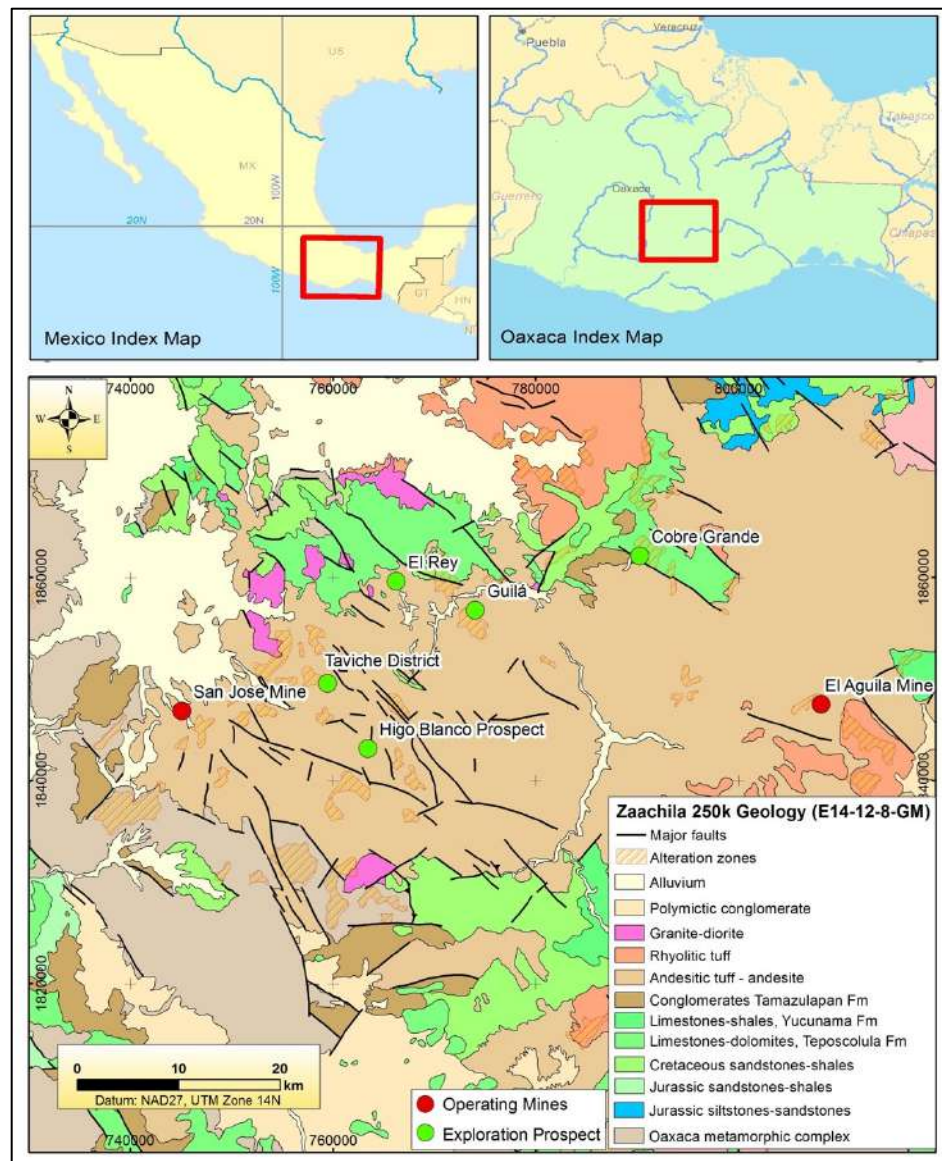 US
MX
100W
20N
20N
100W
GT
HN
Mexico Index Map
Veracruz
Puebla
Tabasco
Guerrero
Oaxaca
Chiapas
Oaxaca Index Map
740000
760000
780000
800000
N
W E
S
Cobre Grande
1860000
El Rey
1860000
Guilá
Taviche District
San Jose Mine
El Aguila Mine
Higo Blanco Prospect
1840000
1840000
Zaachila 250k Geology (E14-12-8-GM)
Major faults
Alteration zones
Alluvium
Polymictic conglomerate
Granite-diorite
Rhyolitic tuff
Andesitic tuff - andesite
Conglomerates Tamazulapan Fm
Limestones-shales, Yucunama Fm
Limestones-dolomites, Teposcolula Fm
Cretaceous sandstones-shales
Jurassic sandstones-shales
Jurassic siltstones-sandstones
Oaxaca metamorphic complex
1820000
0 10 20
km
Datum: NAD27, UTM Zone 14N
Operating Mines
Exploration Prospect
740000
760000